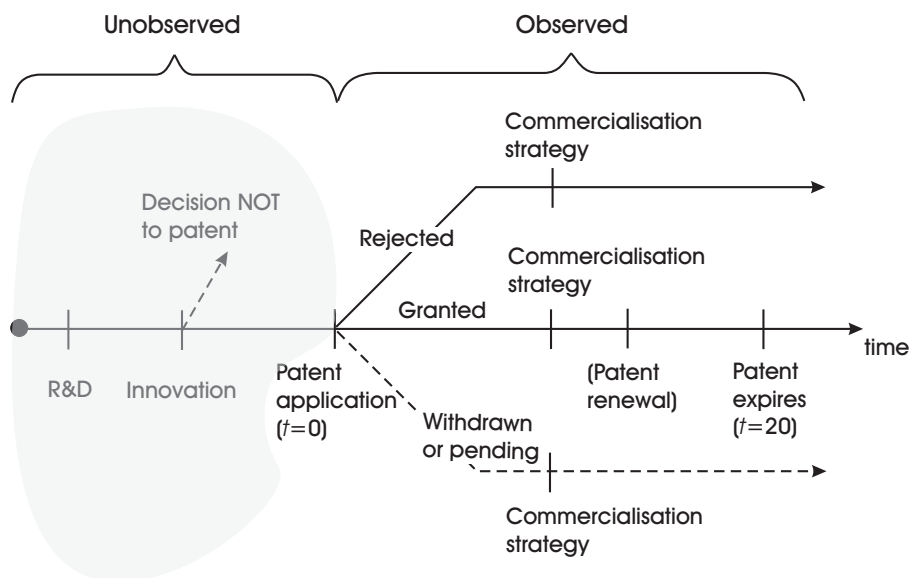 Unobserved
Observed
Commercialisation
strategy
Decision NOT
to patent
Rejected
Commercialisation
strategy
Granted
time
R&D
Innovation
Patent
application
(t=0)
(Patent
renewal)
Patent
expires
(t=20)
Withdrawn
or pending
Commercialisation
strategy